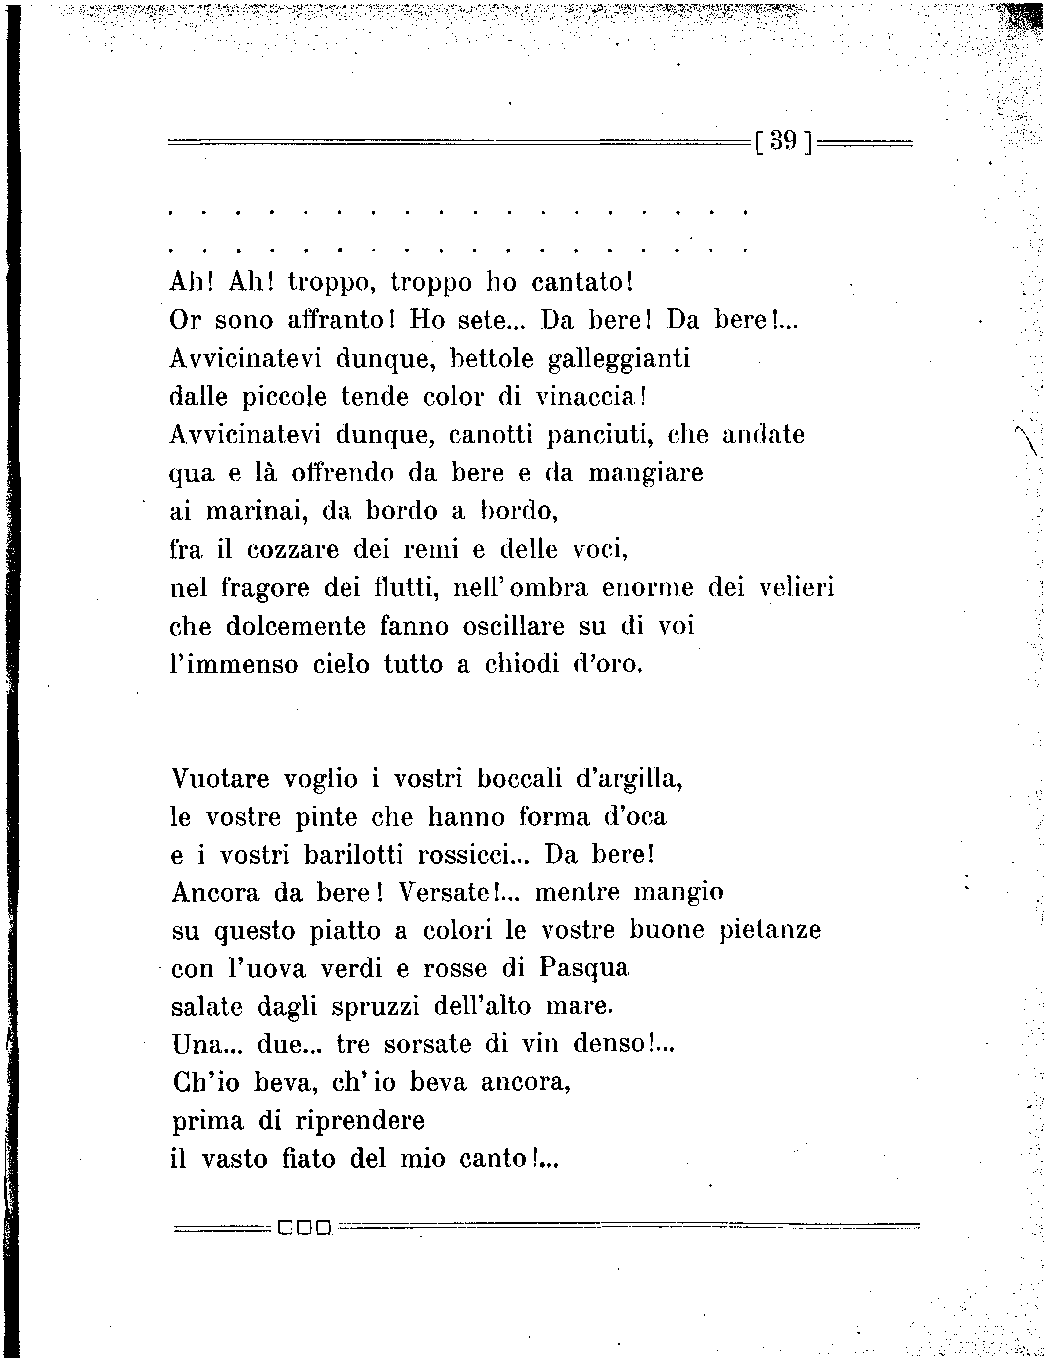 [ 39 ]
. . . . . . . . . . . . . . . . . .
. . . . . . . . . . . . . . . . . .
Ah! Ah! troppo, troppo ho cantato!
Or sono affranto! Ho sete... Da bere! Da bere!...
Avvicinatevi dunque, bettole galleggianti
dalle piccole tende color di vinaccia!
Avvicinatevi dunque, canotti panciuti, che andate
qua e là offrendo da bere e da mangiare
ai marinai, da bordo a bordo,
fra il cozzare dei remi e delle voci,
nel fragore dei flutti, nell'ombra enorme dei velieri
che dolcemente fanno oscillare su di voi
l'immenso cielo tutto a chiodi d'oro.
Vuotare voglio i vostri boccali d'argilla,
le vostre pinte che hanno forma d'oca
e i vostri barilotti rossicci... Da bere!
Ancora da bere! Versate!... mentre mangio
su questo piatto a colori le vostre buone pietanze
con l'uova verdi e rosse di Pasqua
salate dagli spruzzi dell'alto mare.
Una... due... tre sorsate di vin denso!...
Ch'io beva, ch'io beva ancora,
prima di riprendere
il vasto fiato del mio canto!...